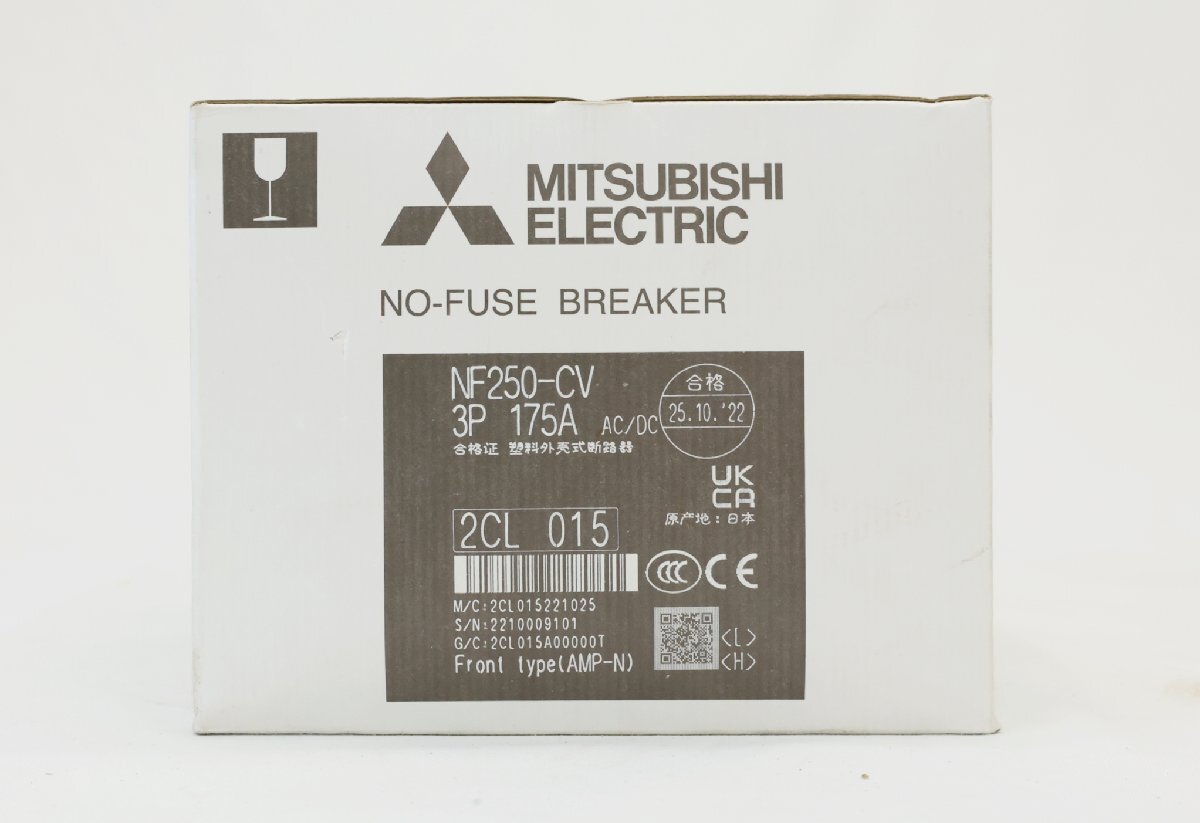 MITSUBISHI
ELECTRIC
NO-FUSE BREAKER
NF250-CV
3P 175A AC/DC
合格
25.10.'22
合格证 塑料外壳式断路器
UK
CA
原产地：日本
2CL 015
CCC
CE
M/C:2CL015221025
S/N:2210009101
G/C:2CL015A00000T
Front type(AMP-N)
<L>
<H>